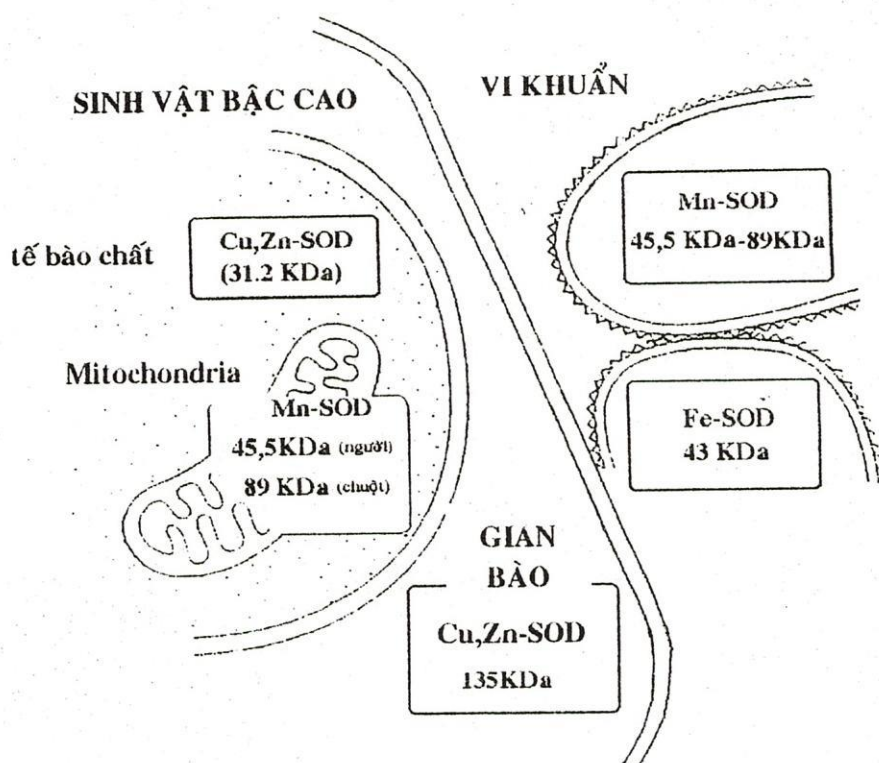 SINH VẬT BẬC CAO
VI KHUẨN
tế bào chất
Cu,Zn-SOD
(31.2 KDa)
Mn-SOD
45,5 KDa-89KDa
Mitochondria
Mn-SOD
45,5KDa (người)
89 KDa (chuột)
Fe-SOD
43 KDa
GIAN
BÀO
Cu,Zn-SOD
135KDa